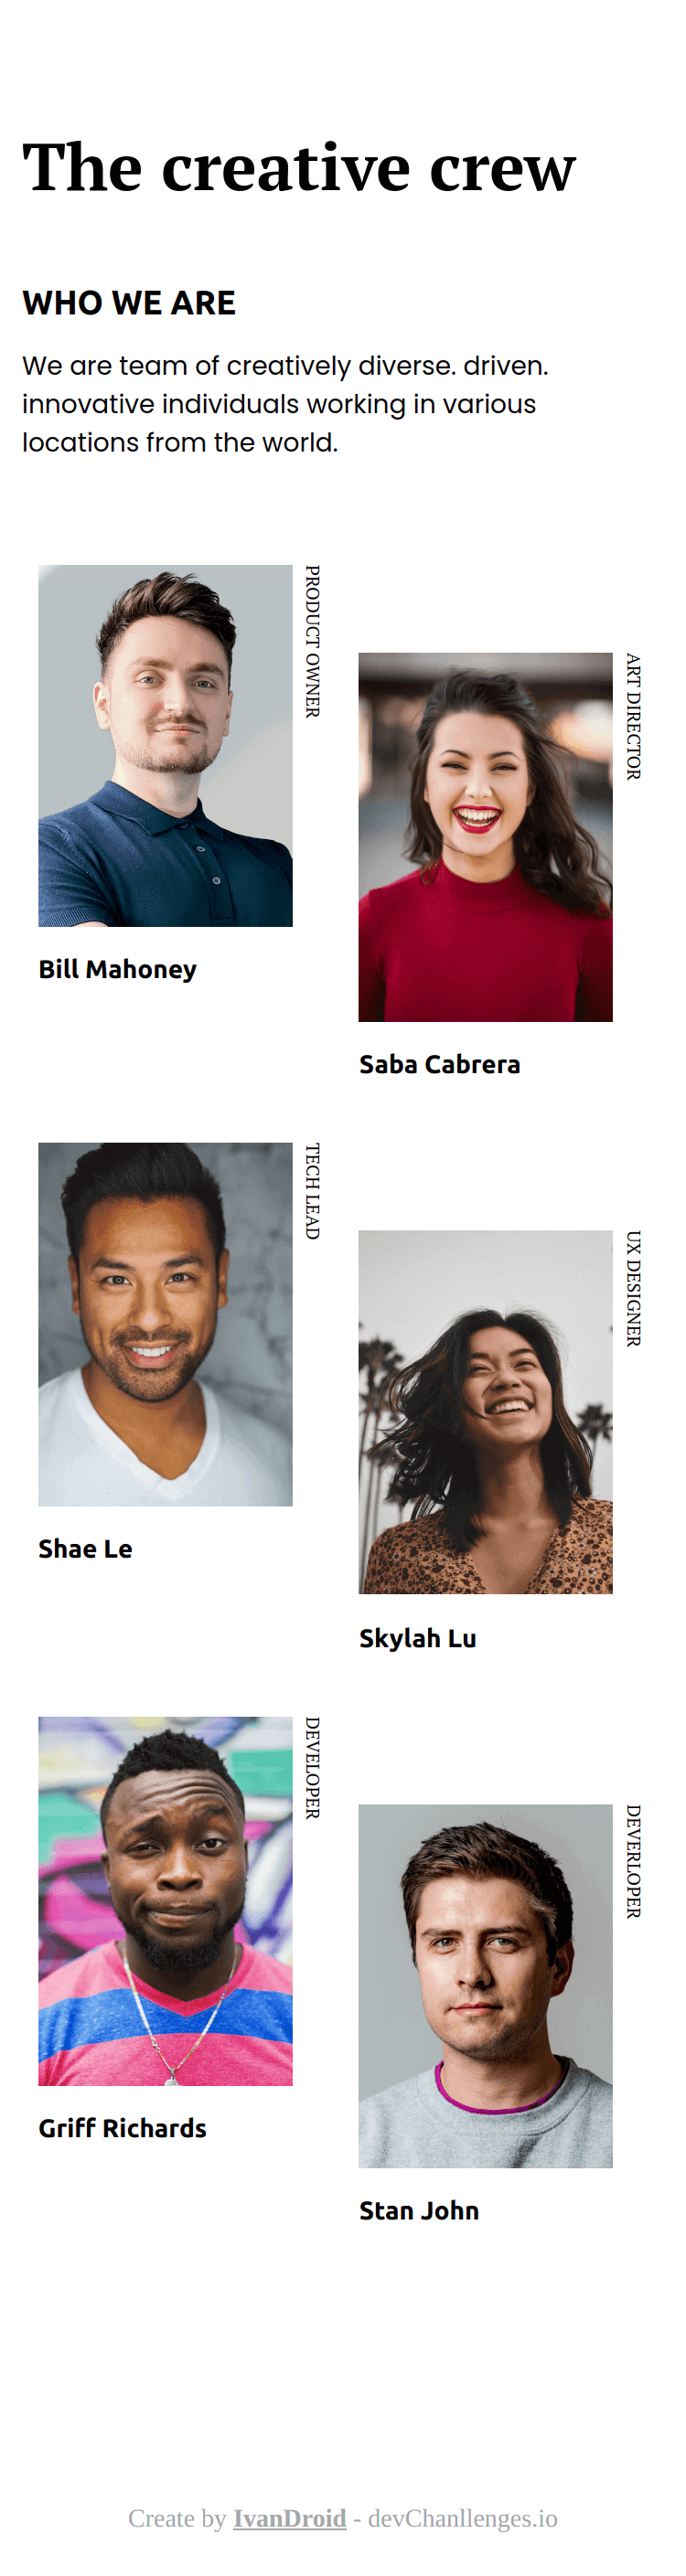 The creative crew
WHO WE ARE
We are team of creatively diverse. driven.
innovative individuals working in various
locations from the world.
PRODUCT OWNER
Bill Mahoney
ART DIRECTOR
Saba Cabrera
TECH LEAD
Shae Le
UX DESIGNER
Skylah Lu
DEVELOPER
Griff Richards
DEVERLOPER
Stan John
Create by IvanDroid - devChanllenges.io